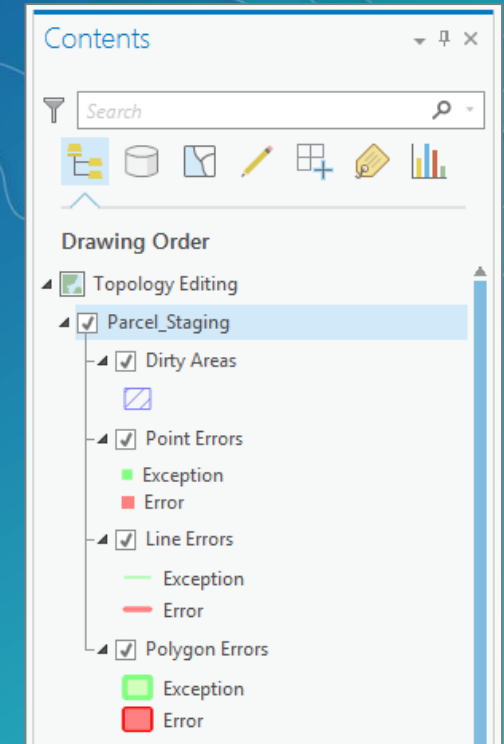 Contents
Search
Drawing Order
Topology Editing
Parcel_Staging
Dirty Areas
Point Errors
Exception
Error
Line Errors
Exception
Error
Polygon Errors
Exception
Error